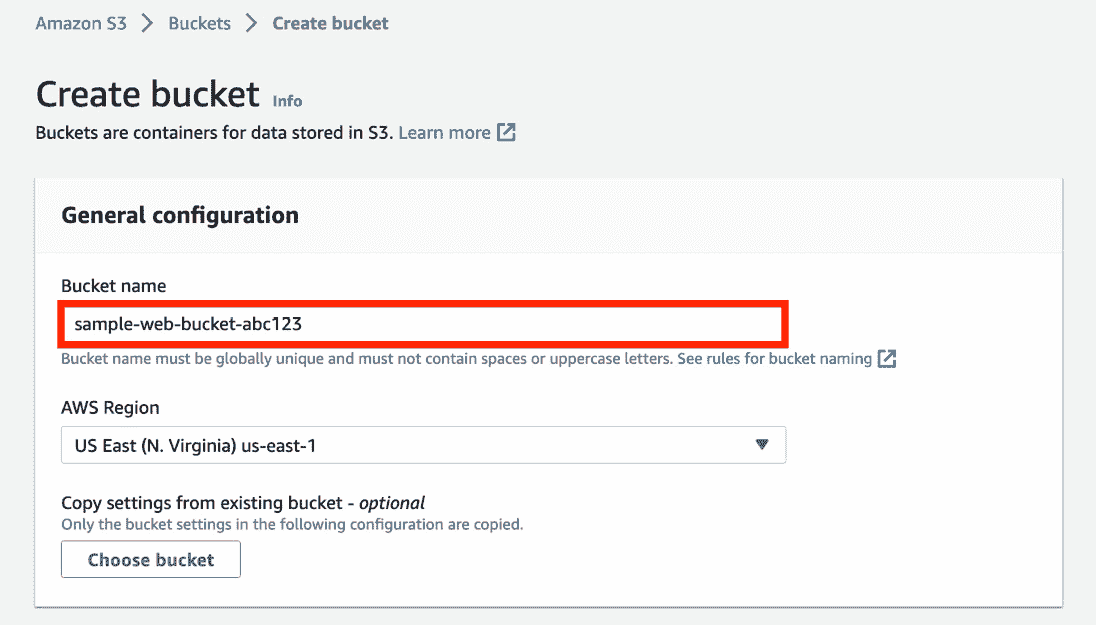 Amazon S3 > Buckets > Create bucket
Create bucket Info
Buckets are containers for data stored in S3. Learn more
General configuration
Bucket name
sample-web-bucket-abc123
Bucket name must be globally unique and must not contain spaces or uppercase letters. See rules for bucket naming
AWS Region
US East (N. Virginia) us-east-1
Copy settings from existing bucket - optional
Only the bucket settings in the following configuration are copied.
Choose bucket